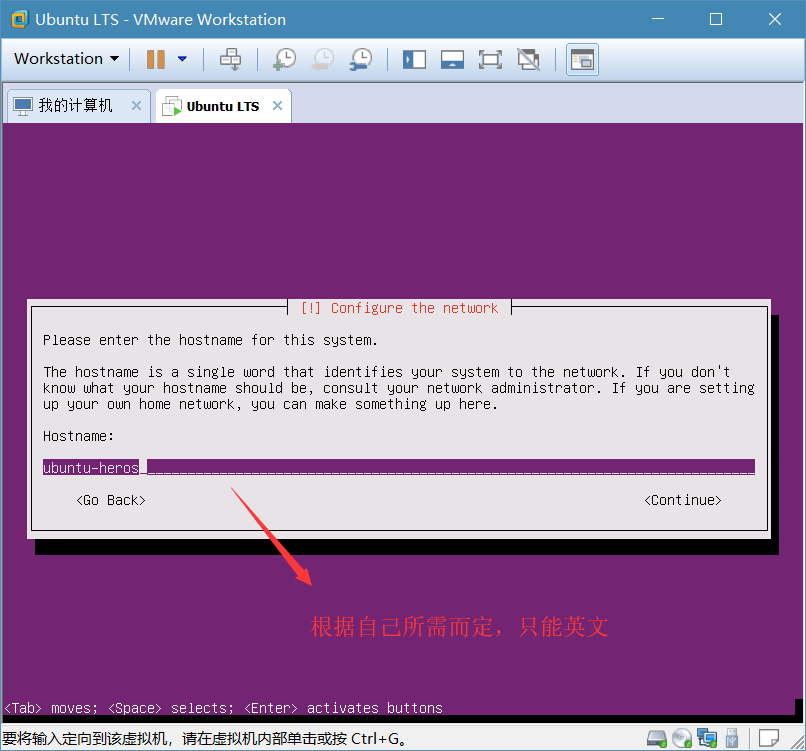 Ubuntu LTS - VMware Workstation
Workstation
我的计算机
Ubuntu LTS
[!] Configure the network
Please enter the hostname for this system.
The hostname is a single word that identifies your system to the network. If you don't
know what your hostname should be, consult your network administrator. If you are setting
up your own home network, you can make something up here.
Hostname:
ubuntu-heros
<Go Back>
<Continue>
根据自己所需而定，只能英文
<Tab> moves; <Space> selects; <Enter> activates buttons
要将输入定向到该虚拟机，请在虚拟机内部单击或按 Ctrl+G。